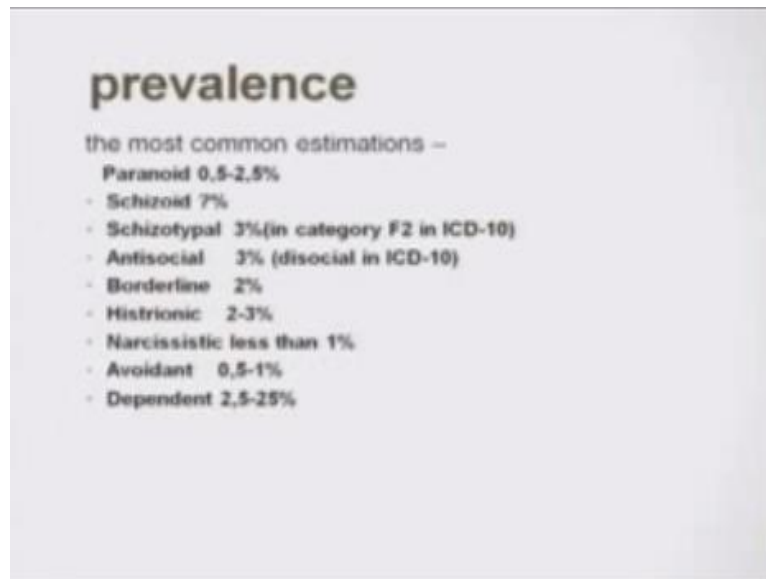 prevalence
the most common estimations –
Paranoid 0,5-2,5%
· Schizoid 7%
· Schizotypal 3%(in category F2 in ICD-10)
· Antisocial 3% (disocial in ICD-10)
· Borderline 2%
· Histrionic 2-3%
· Narcissistic less than 1%
· Avoidant 0,5-1%
· Dependent 2,5-25%